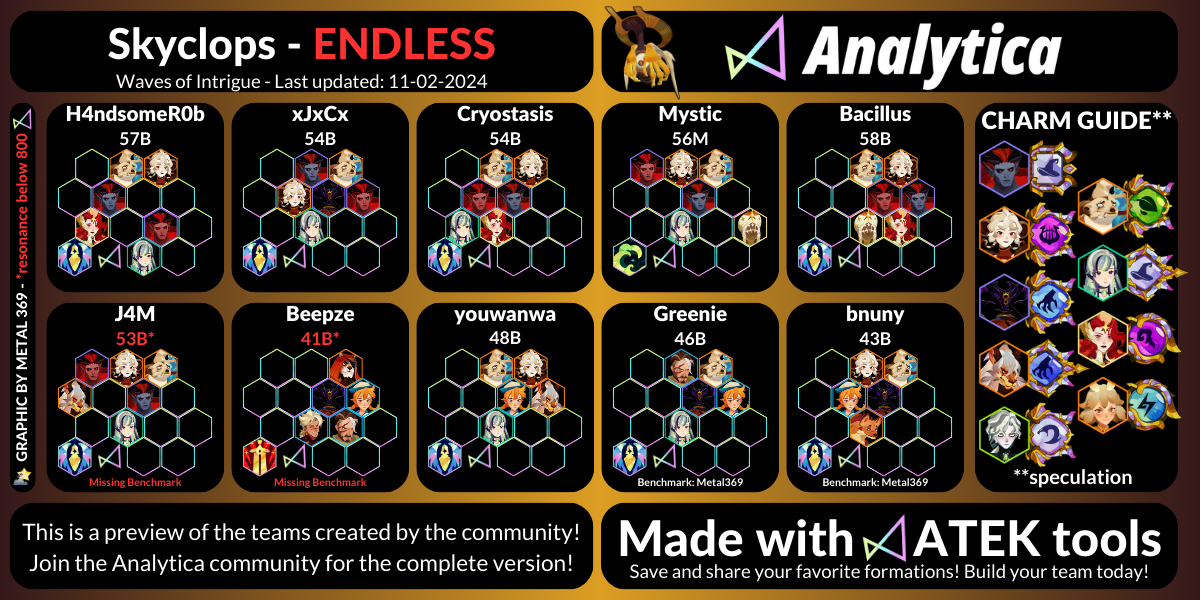 Skyclops - ENDLESS
Waves of Intrigue - Last updated: 11-02-2024
Analytica
GRAPHIC BY METAL 369 - *resonance below 800
H4ndsomeR0b
57B
xJxCx
54B
Cryostasis
54B
Mystic
56M
Bacillus
58B
J4M
53B*
Missing Benchmark
Beepze
41B*
Missing Benchmark
youwanwa
48B
Greenie
46B
Benchmark: Metal369
bnuny
43B
Benchmark: Metal369
CHARM GUIDE**
**speculation
This is a preview of the teams created by the community!
Join the Analytica community for the complete version!
Made with ATEK tools
Save and share your favorite formations! Build your team today!